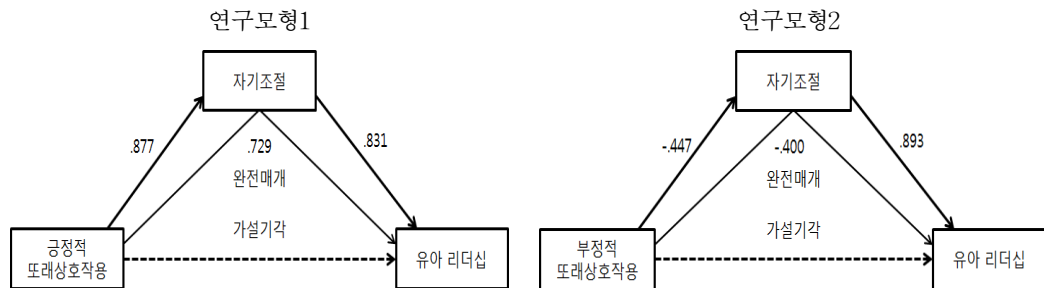 연구모형1
자기조절
.877
.729
.831
완전매개
가설기각
긍정적
또래상호작용
유아 리더십
연구모형2
자기조절
-.447
-.400
.893
완전매개
가설기각
부정적
또래상호작용
유아 리더십